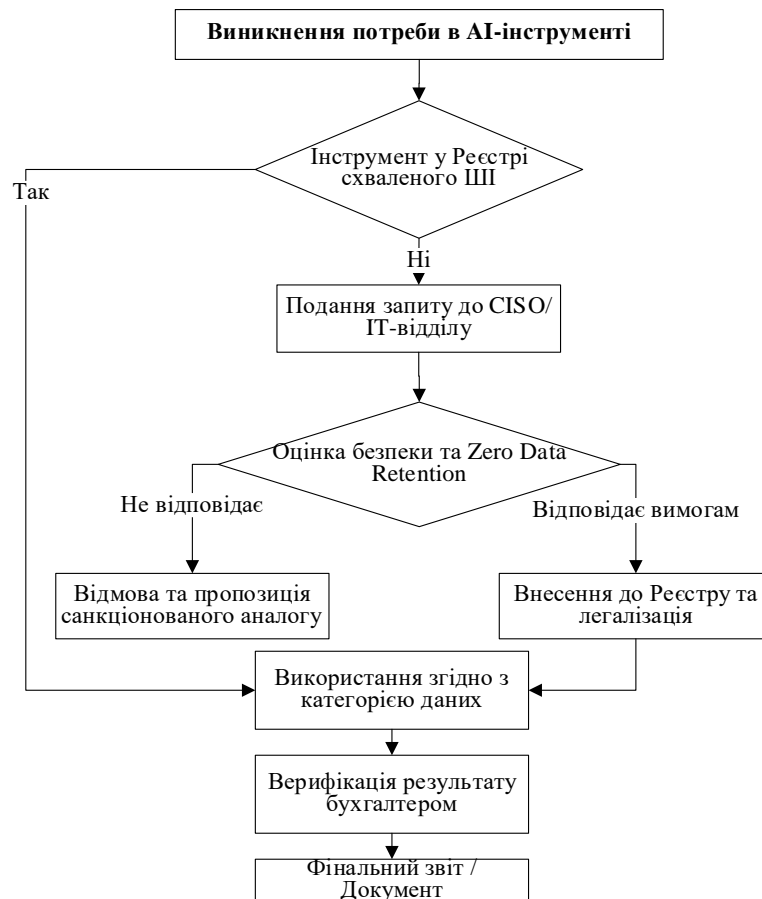 Виникнення потреби в AI-інструменті
Інструмент у Реєстрі
схваленого ШІ
Так
Ні
Подання запиту до CISO/
IT-відділу
Оцінка безпеки та Zero Data
Retention
Не відповідає
Відповідає вимогам
Відмова та пропозиція
санкціонованого аналогу
Внесення до Реєстру та
легалізація
Використання згідно з
категорією даних
Верифікація результату
бухгалтером
Фінальний звіт /
Документ